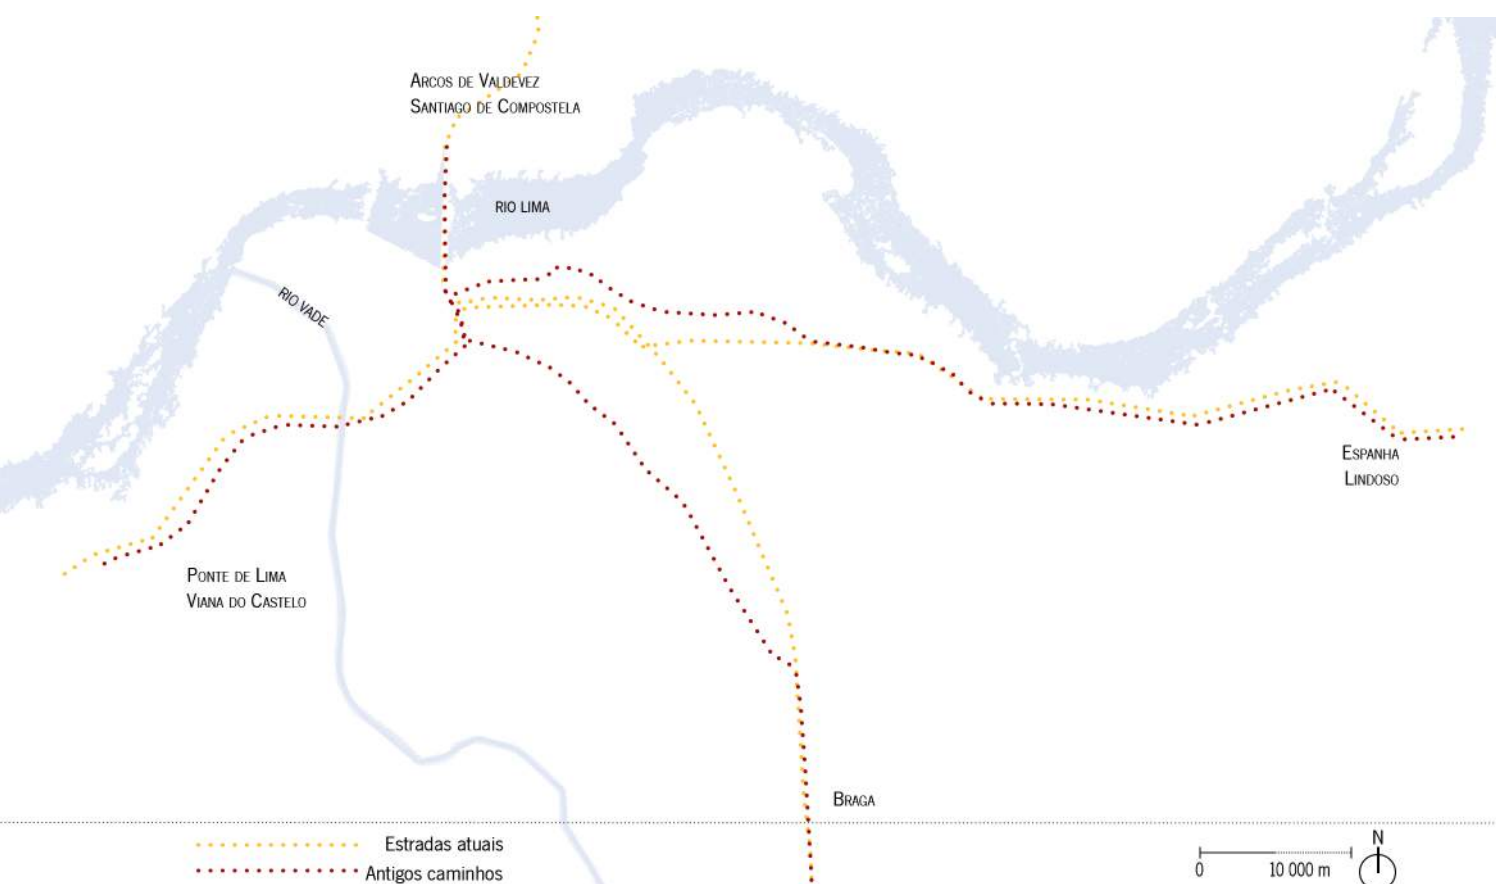 Arcos de Valdevez
Santiago de Compostela
RIO LIMA
RIO VADE
Espanha
Lindoso
Ponte de Lima
Viana do Castelo
Braga
Estradas atuais
Antigos caminhos
N
0 10 000 m